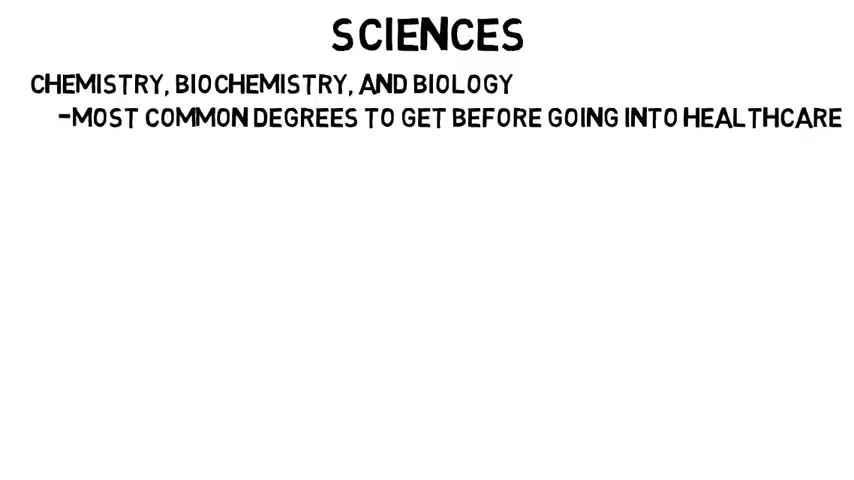 SCIENCES
CHEMISTRY, BIOCHEMISTRY, AND BIOLOGY
-MOST COMMON DEGREES TO GET BEFORE GOING INTO HEALTHCARE